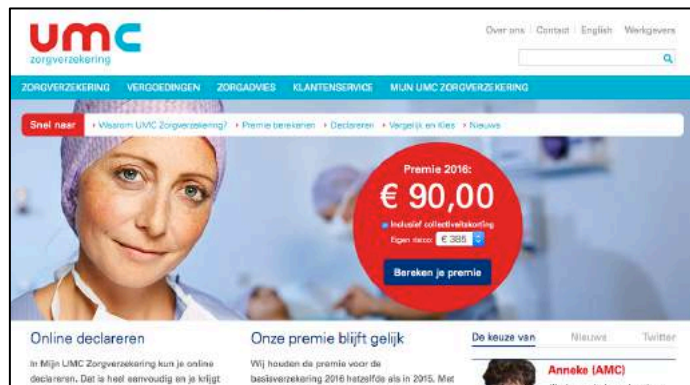 umc
zorgverzekering
Over ons | Contact | English Werkgevers
ZORGVERZEKERING VERGOEDINGEN ZORGADVIES KLANTENSERVICE MIJN UMC ZORGVERZEKERING
Snel naar
Waarom UMC Zorgverzekering? Premie berekenen Declareren Vergelijk en Kies Nieuws
Premie 2016:
€ 90,00
Inclusief collectiviteitskorting
Eigen risico: € 385
Bereken je premie
Online declareren
In Mijn UMC Zorgverzekering kun je online
declareren. Dat is heel eenvoudig en je krijgt
Onze premie blijft gelijk
Wij houden de premie voor de
basisverzekering 2016 hetzelfde als in 2015. Met
De keuze van Nieuws Twitter
Anneke (AMC)